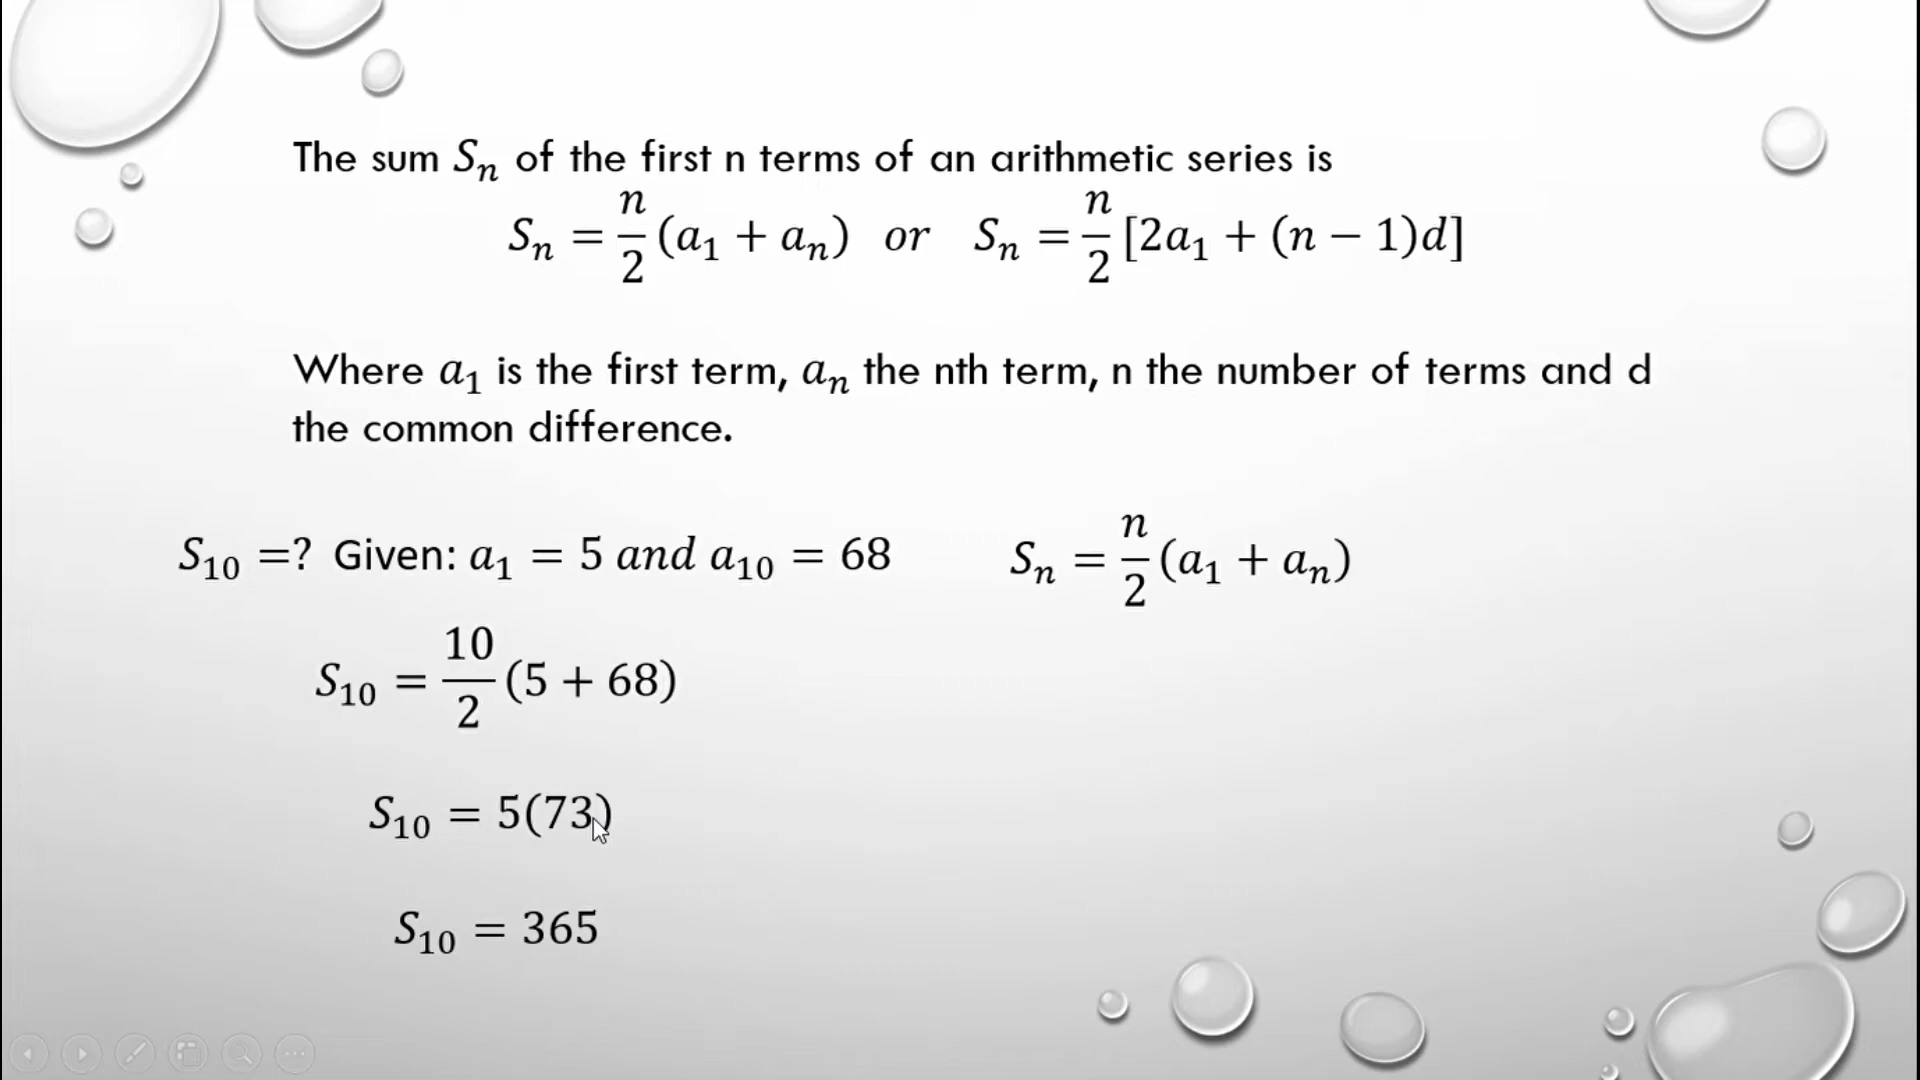 The sum Sₙ of the first n terms of an arithmetic series is
Sₙ = n/2 (a₁ + aₙ) or Sₙ = n/2 [2a₁ + (n − 1)d]
Where a₁ is the first term, aₙ the nth term, n the number of terms and d
the common difference.
S₁₀ =? Given: a₁ = 5 and a₁₀ = 68 Sₙ = n/2 (a₁ + aₙ)
S₁₀ = 10/2 (5 + 68)
S₁₀ = 5(73)
S₁₀ = 365